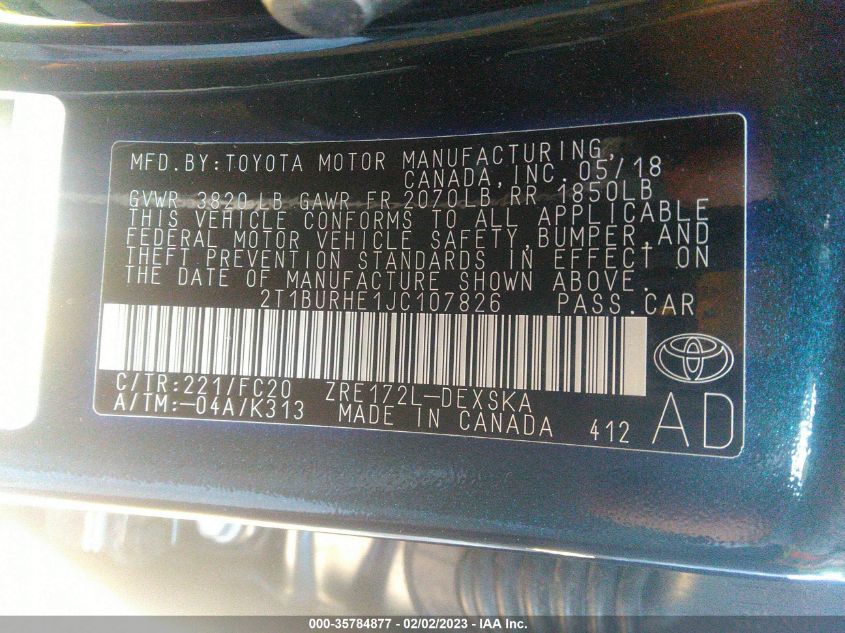 MFD.BY:TOYOTA MOTOR MANUFACTURING,
CANADA,INC.05/18
GVWR 3820LB GAWR FR 2070LB RR 1850LB
THIS VEHICLE CONFORMS TO ALL APPLICABLE
FEDERAL MOTOR VEHICLE SAFETY,BUMPER,AND
THEFT PREVENTION STANDARDS IN EFFECT ON
THE DATE OF MANUFACTURE SHOWN ABOVE.
2T1BURHE1JC107826 PASS.CAR
C/TR:221/FC20 ZRE172L-DEXSKA
A/TM:-04A/K313 MADE IN CANADA 412 AD
000-35784877 - 02/02/2023 - IAA Inc.